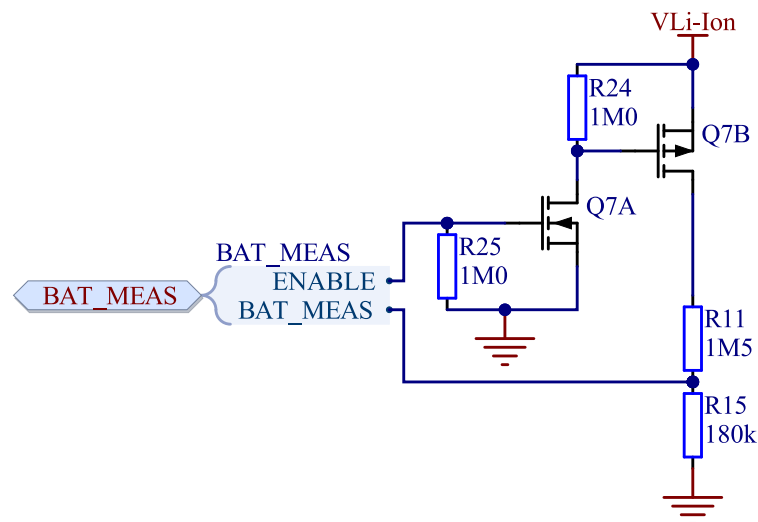 VLi-Ion
R24
1M0
Q7B
Q7A
BAT_MEAS
R25
1M0
ENABLE
BAT_MEAS
BAT_MEAS
R11
1M5
R15
180k